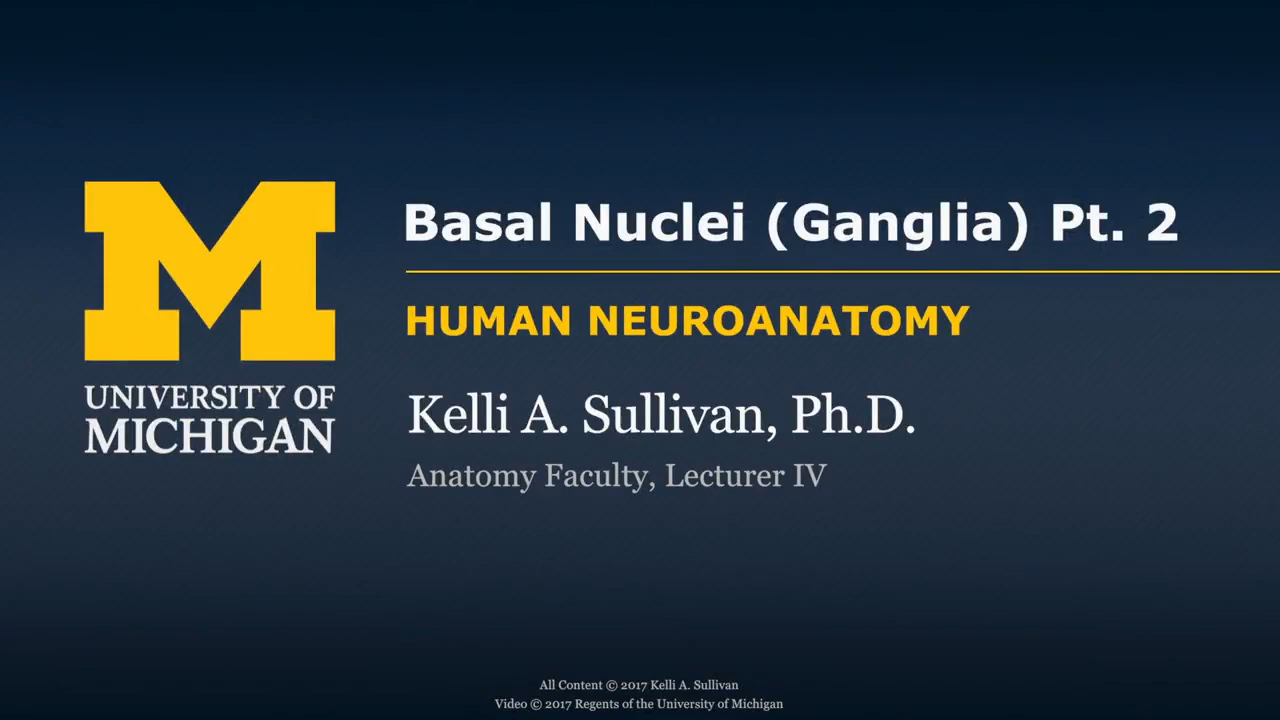 Basal Nuclei (Ganglia) Pt. 2
HUMAN NEUROANATOMY
UNIVERSITY OF
MICHIGAN
Kelli A. Sullivan, Ph.D.
Anatomy Faculty, Lecturer IV
All Content © 2017 Kelli A. Sullivan
Video © 2017 Regents of the University of Michigan